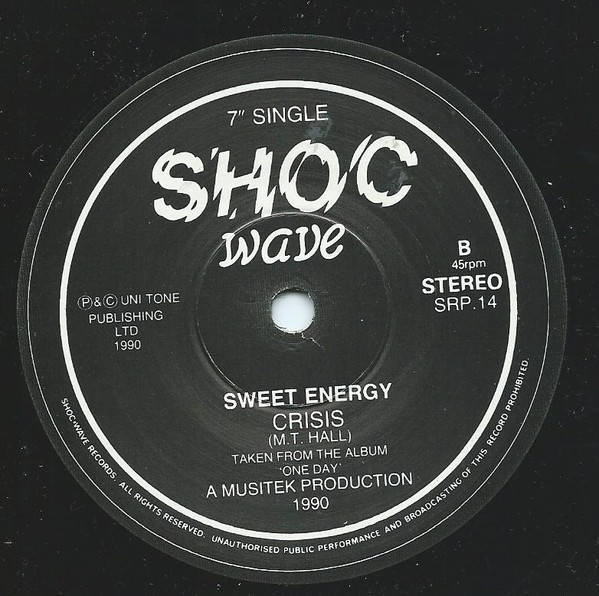 7" SINGLE
SHOC
wave
B
45rpm
STEREO
SRP.14
Ⓟ&Ⓒ UNI TONE
PUBLISHING
LTD
1990
SWEET ENERGY
CRISIS
(M.T. HALL)
TAKEN FROM THE ALBUM
'ONE DAY'
A MUSITEK PRODUCTION
1990
SHOC-WAVE RECORDS. ALL RIGHTS RESERVED. UNAUTHORISED PUBLIC PERFORMANCE AND BROADCASTING OF THIS RECORD PROHIBITED.